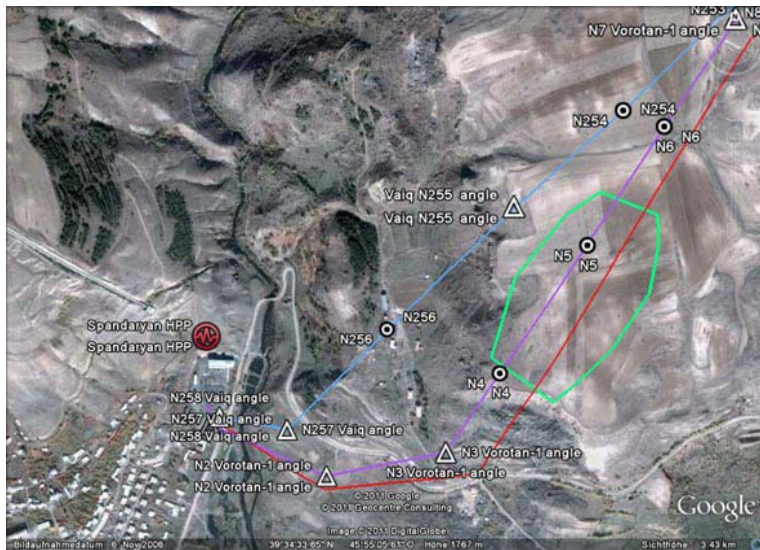 N253
N8
N7 Vorotan-1 angle
N254
N254
N6
N6
Vaiq N255 angle
Vaiq N255 angle
N5
N5
Spandaryan HPP
Spandaryan HPP
N256
N256
N4
N4
N258 Vaiq angle
N257 Vaiq angle
N257 Vaiq angle
N258 Vaiq angle
N2 Vorotan-1 angle
N3 Vorotan-1 angle
N3 Vorotan-1 angle
N2 Vorotan-1 angle
© 2011 Google
© 2011 Geocentre Consulting
Google
Image © 2011 DigitalGlobe
Bildaufnahmedatum: 6. Nov 2006
39°34'33.65" N 45°55'05.61" O Höhe 1767 m
Sichthöhe 3.43 km